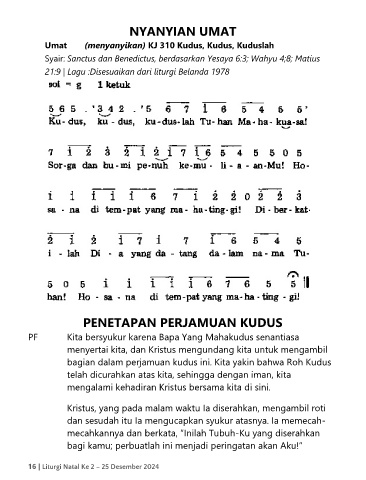 NYANYIAN UMAT
Umat (menyanyikan) KJ 310 Kudus, Kudus, Kuduslah
Syair: Sanctus dan Benedictus, berdasarkan Yesaya 6:3; Wahyu 4;8; Matius
21:9 | Lagu :Disesuaikan dari liturgi Belanda 1978
sol = g 1 ketuk
5 6 5 . ' 3 4 2 . ' 5 6 7 1 6 5 4 5 5 '
Ku - dus, ku - dus, ku-dus-lah Tu-han Ma-ha-kua-sa!
7 1 2 3 2 1 2 1 7 1 6 5 4 5 5 0 5
Sor-ga dan bu-mi pe-nuh ke-mu - li - a - an-Mu! Ho-
1 1 1 1 1 6 7 1 2 2 0 2 2 3
sa - na di tem-pat yang ma-ha-ting-gi! Di-ber-kat-
2 1 2 1 7 1 7 1 6 5 4 5
i - lah Di - a yang da-tang da-lam na-ma Tu-
5 0 5 1 1 1 1 1 6 7 6 5 5
han! Ho-sa-na di tem-pat yang ma-ha-ting-gi!
PENETAPAN PERJAMUAN KUDUS
PF Kita bersyukur karena Bapa Yang Mahakudus senantiasa
menyertai kita, dan Kristus mengundang kita untuk mengambil
bagian dalam perjamuan kudus ini. Kita yakin bahwa Roh Kudus
telah dicurahkan atas kita, sehingga dengan iman, kita
mengalami kehadiran Kristus bersama kita di sini.
Kristus, yang pada malam waktu Ia diserahkan, mengambil roti
dan sesudah itu Ia mengucapkan syukur atasnya. Ia memecah-
mecahkannya dan berkata, “Inilah Tubuh-Ku yang diserahkan
bagi kamu; perbuatlah ini menjadi peringatan akan Aku!”
16 | Liturgi Natal Ke 2 – 25 Desember 2024